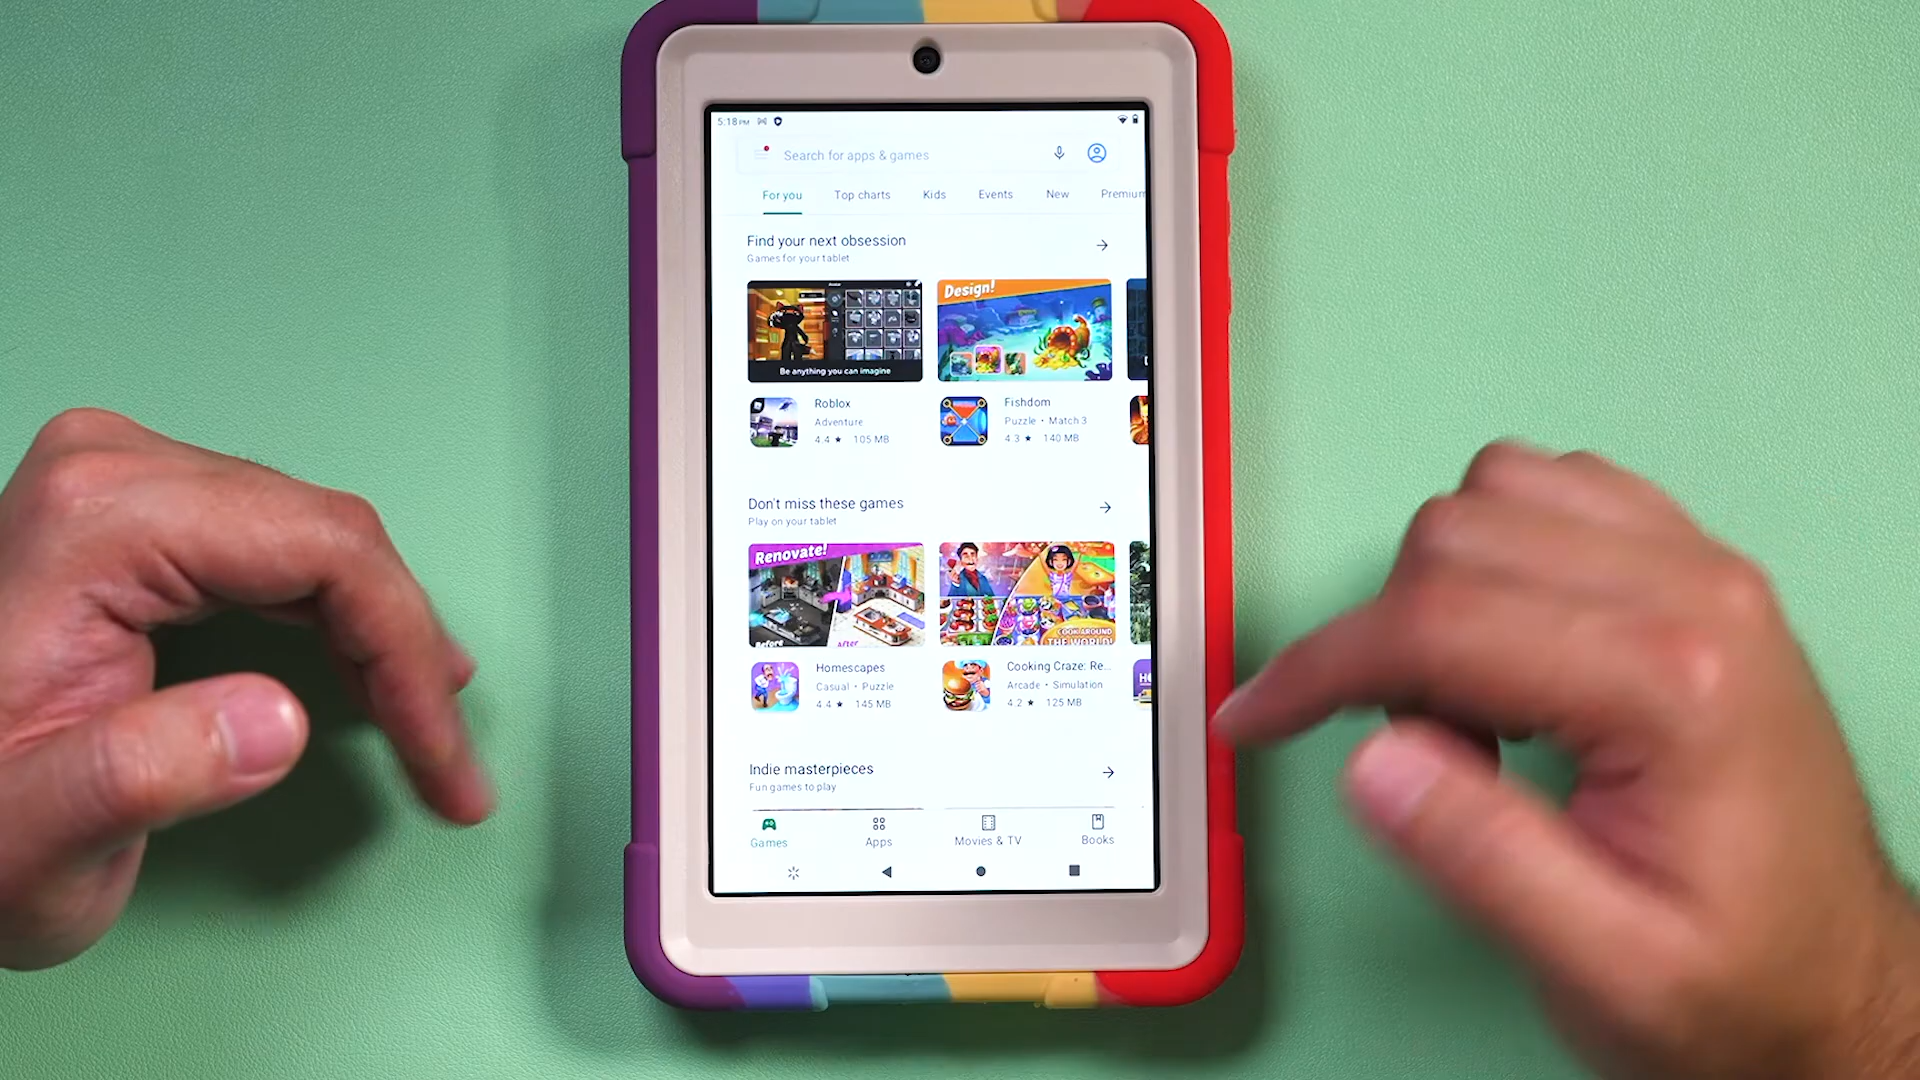 5:18 PM
Search for apps & games
For you Top charts Kids Events New Premium
Find your next obsession
Games for your tablet
Be anything you can imagine
Design!
Roblox
Adventure
4.4 ★ 105 MB
Fishdom
Puzzle • Match 3
4.3 ★ 140 MB
Don't miss these games
Play on your tablet
Renovate!
Before After
COOK AROUND
THE WORLD!
Homescapes
Casual • Puzzle
4.4 ★ 145 MB
Cooking Craze: Re...
Arcade • Simulation
4.2 ★ 125 MB
Indie masterpieces
Fun games to play
Games Apps Movies & TV Books